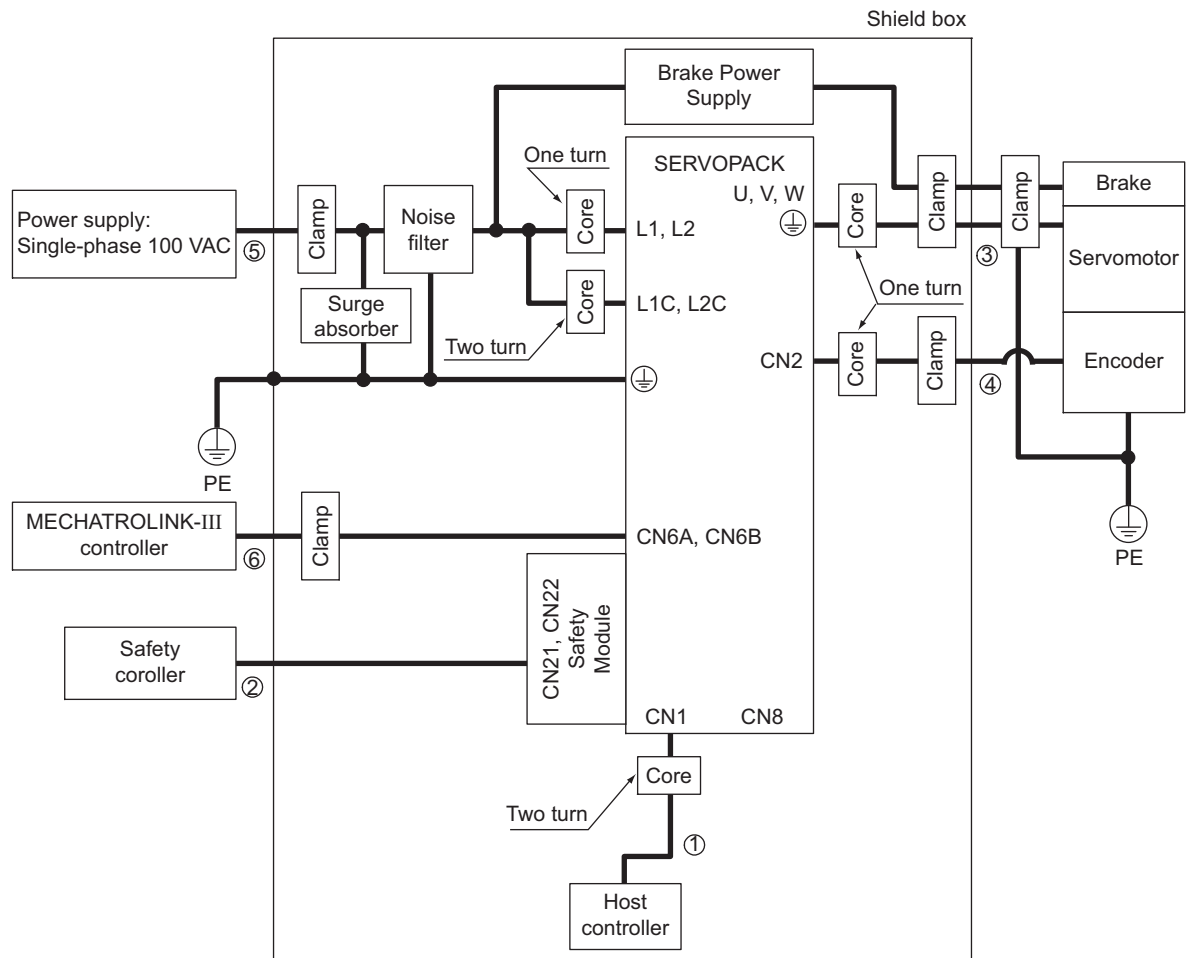 Shield box
Brake Power
Supply
One turn
SERVOPACK
U, V, W
Clamp
Clamp
Brake
Power supply:
Single-phase 100 VAC
⑤
Clamp
Noise
filter
Core
L1, L2
Core
③
Servomotor
Surge
absorber
Core
L1C, L2C
One turn
Two turn
CN2
Core
Clamp
④
Encoder
PE
MECHATROLINK-III
controller
⑥
Clamp
CN6A, CN6B
PE
CN21, CN22
Safety
Module
Safety
coroller
②
CN1
CN8
Core
Two turn
①
Host
controller